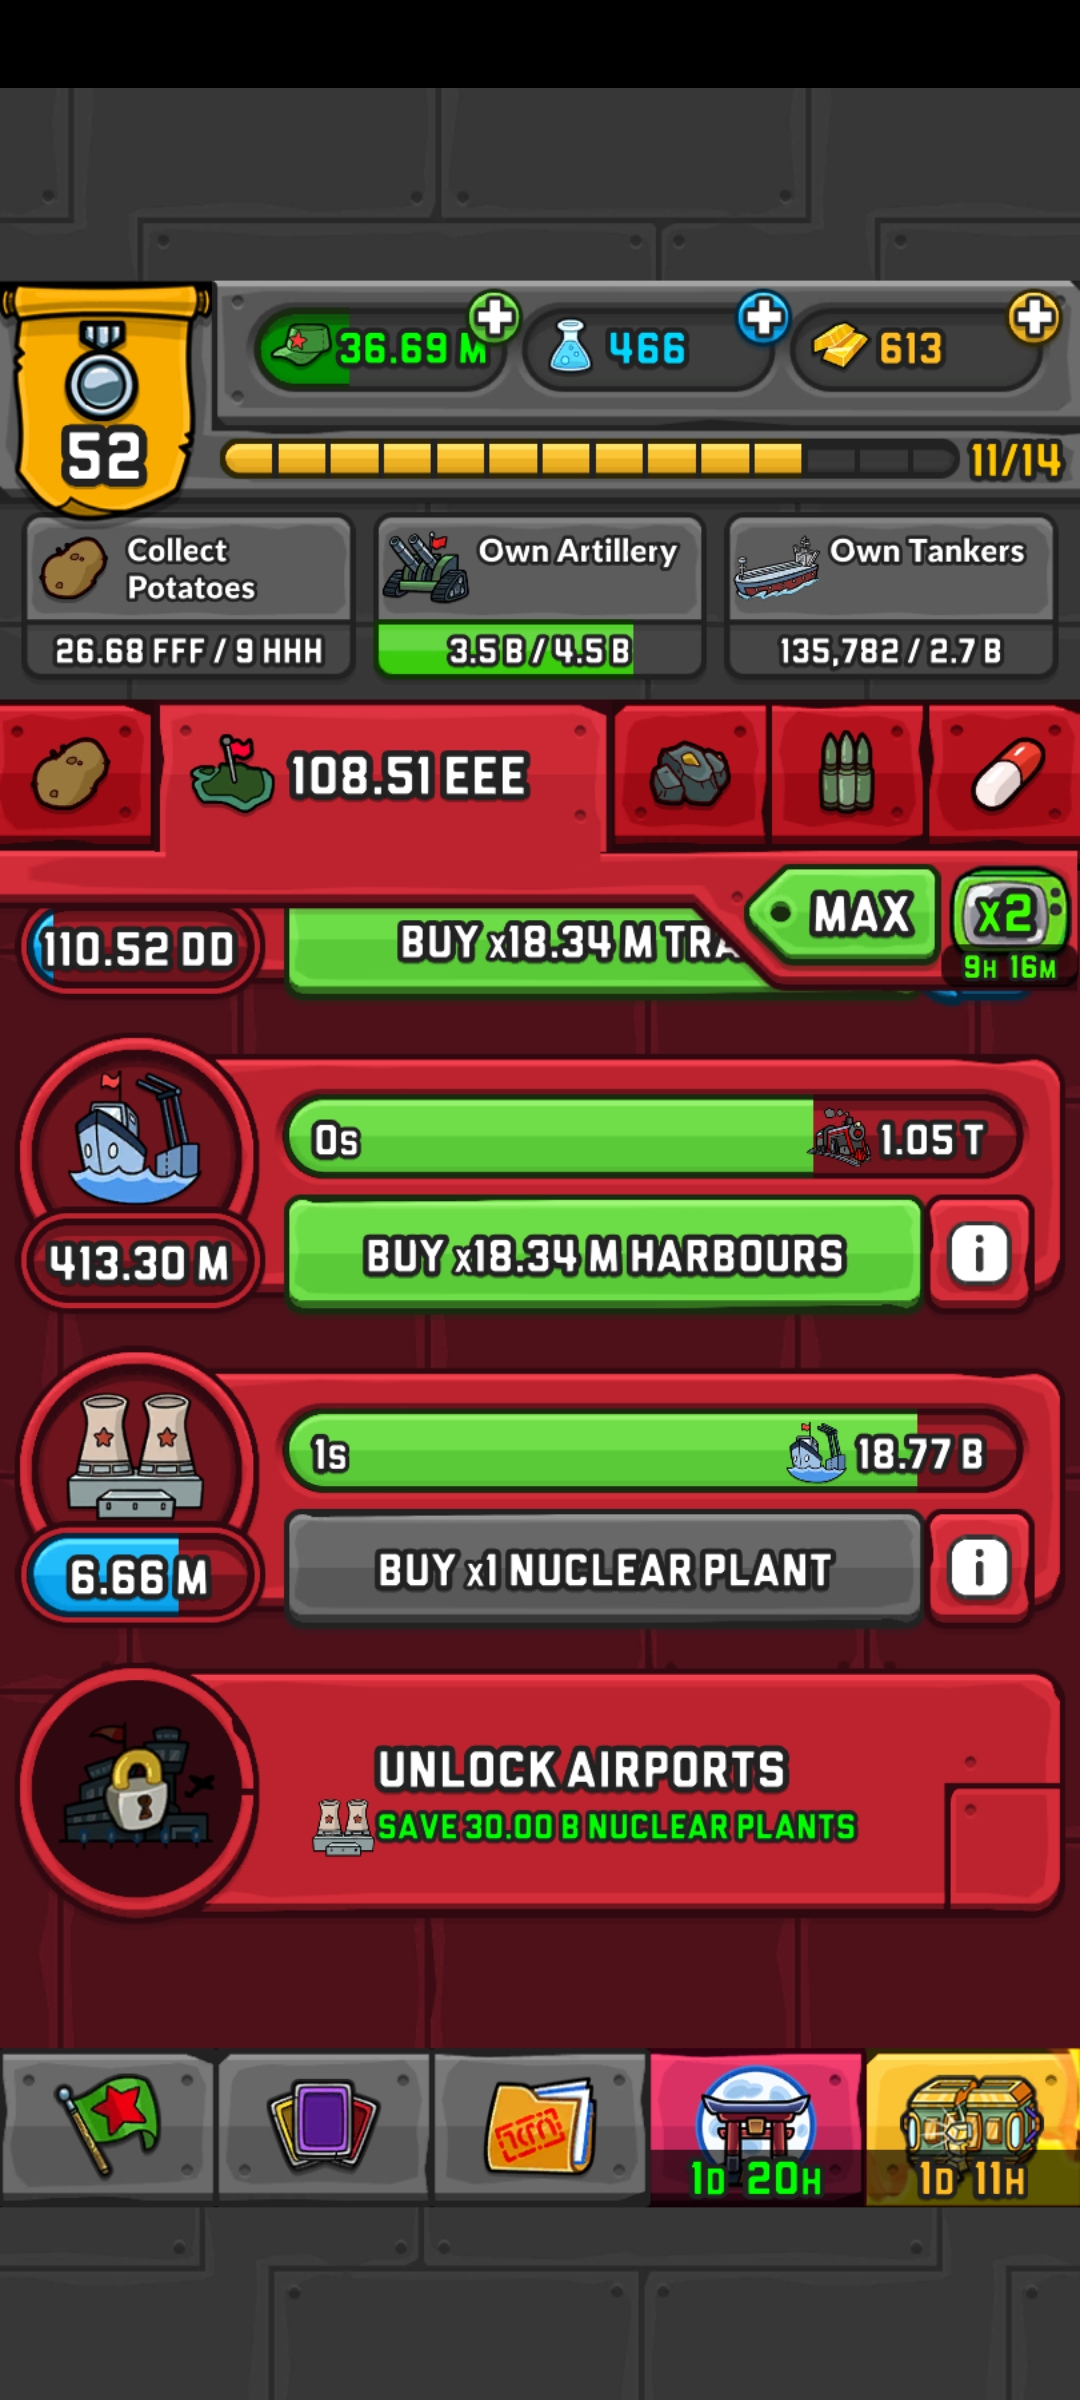 36.69 M
466
613
52
11/14
Collect
Potatoes
Own Artillery
Own Tankers
26.68 FFF / 9 HHH
3.5 B / 4.5 B
135,782 / 2.7 B
108.51 EEE
MAX
x2
9H 16M
110.52 DD
BUY x18.34 M TRA
0s
1.05 T
413.30 M
BUY x18.34 M HARBOURS
i
1s
18.77 B
6.66 M
BUY x1 NUCLEAR PLANT
i
UNLOCK AIRPORTS
SAVE 30.00 B NUCLEAR PLANTS
1D 20H
1D 11H